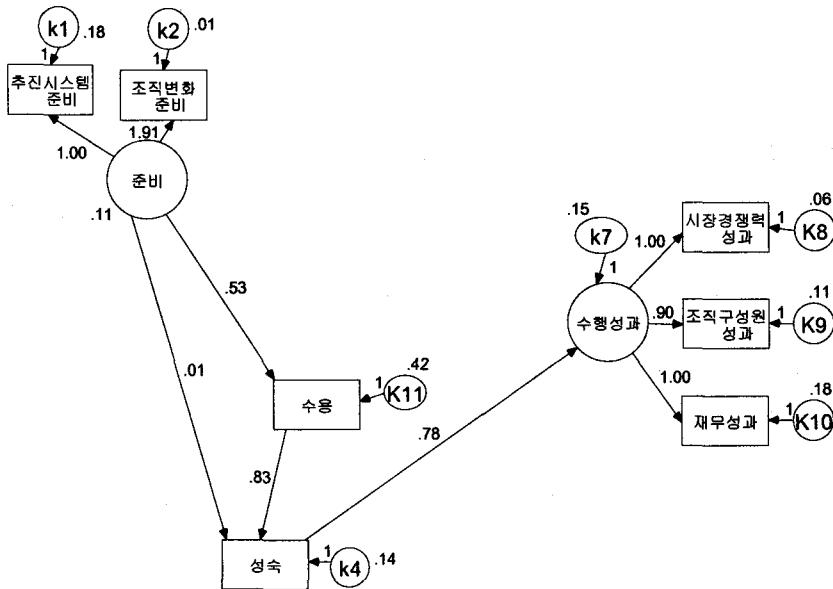 k1
.18
k2
.01
1
1
추진시스템
준비
조직변화
준비
1.00
1.91
준비
.11
.53
.01
수용
1
K11
.42
.83
성숙
1
k4
.14
.78
.15
k7
1
수행성과
1.00
.90
1.00
시장경쟁력
성과
1
K8
.06
조직구성원
성과
1
K9
.11
재무성과
1
K10
.18